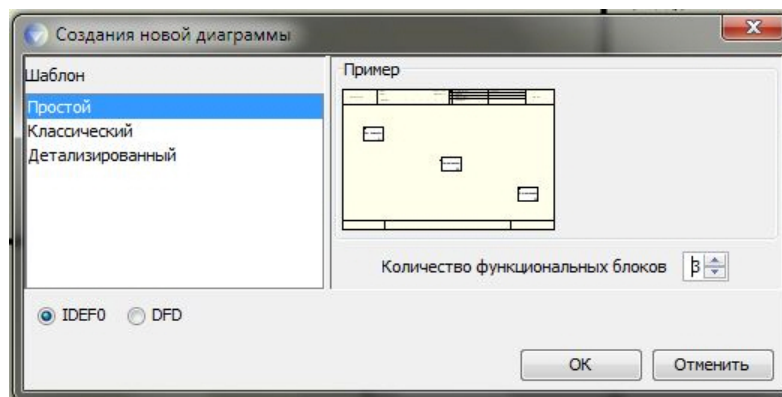 Создания новой диаграммы
Шаблон
Простой
Классический
Детализированный
Пример
Количество функциональных блоков 3
IDEF0 DFD
OK Отменить